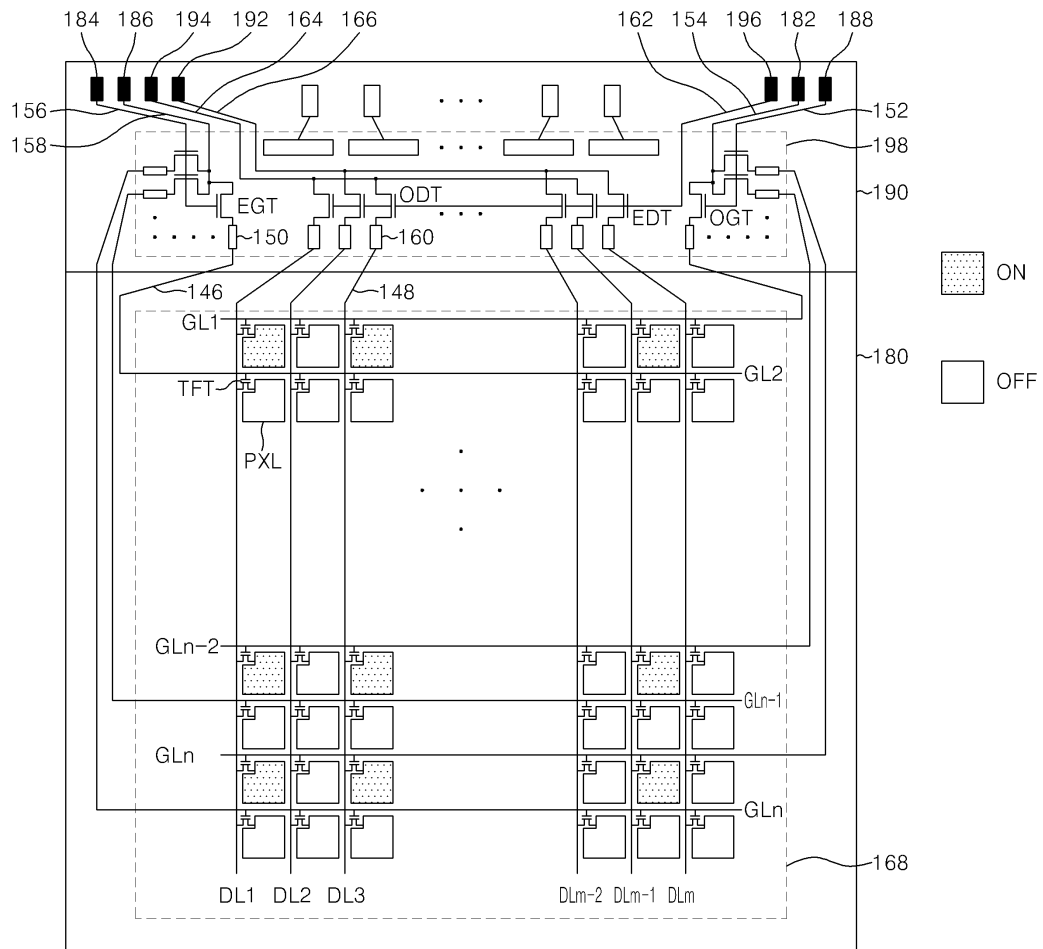 184 186 194 192 164 166 162 154 196 182 188
156
158
152
198
190
EGT ODT EDT OGT
150 160
146 148
ON
GL1
180
TFT GL2
OFF
PXL
GLn-2
GLn-1
GLn
GLn
168
DL1 DL2 DL3 DLm-2 DLm-1 DLm